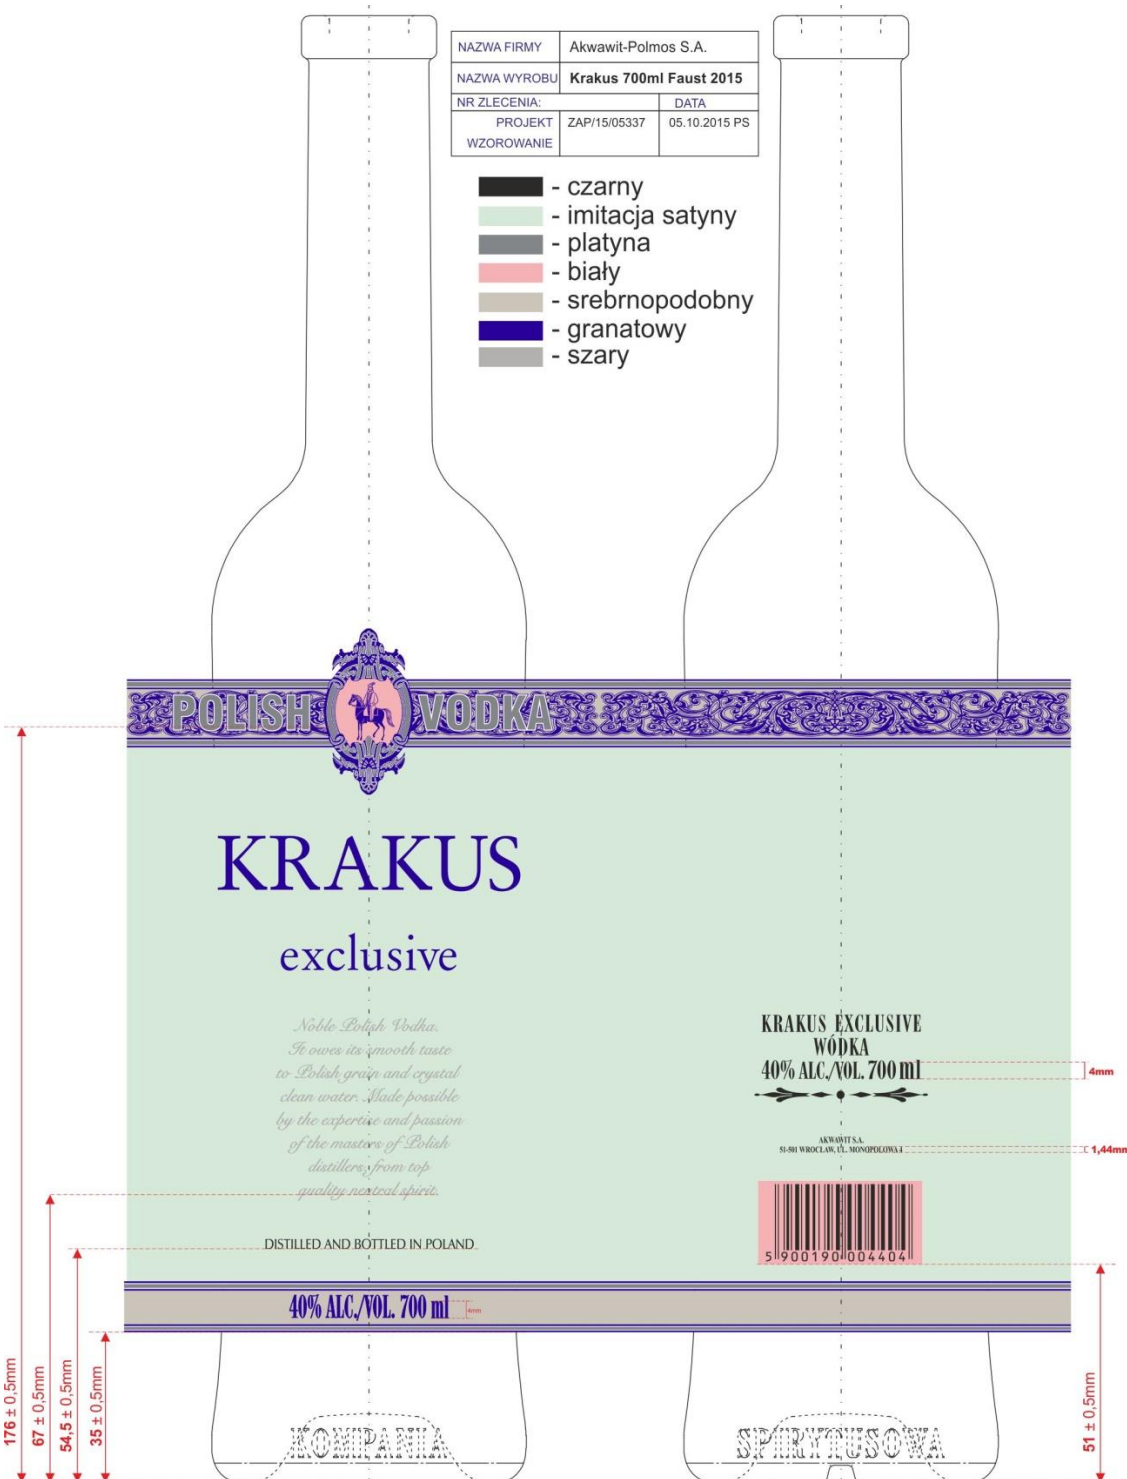 NAZWA FIRMY Akwawit-Polmos S.A.
NAZWA WYROBU Krakus 700ml Faust 2015
NR ZLECENIA: DATA
PROJEKT ZAP/15/05337 05.10.2015 PS
WZOROWANIE
- czarny
- imitacja satyny
- platyna
- biały
- srebrnopodobny
- granatowy
- szary
POLISH VODKA
KRAKUS
exclusive
Noble Polish Vodka.
It owes its smooth taste
to Polish grain and crystal
clean water. Made possible
by the expertise and passion
of the masters of Polish
distillers, from top
quality neutral spirit.
DISTILLED AND BOTTLED IN POLAND
40% ALC./VOL. 700 ml
4mm
KRAKUS EXCLUSIVE
WÓDKA
40% ALC./VOL. 700 ml
4mm
AKWAWIT S.A.
51-501 WROCŁAW, UL. MONOPOLOWA 4
1,44mm
5 900190 004404
176 ± 0,5mm
67 ± 0,5mm
54,5 ± 0,5mm
35 ± 0,5mm
51 ± 0,5mm
KOMPANIA
SPIRYTUSOWA